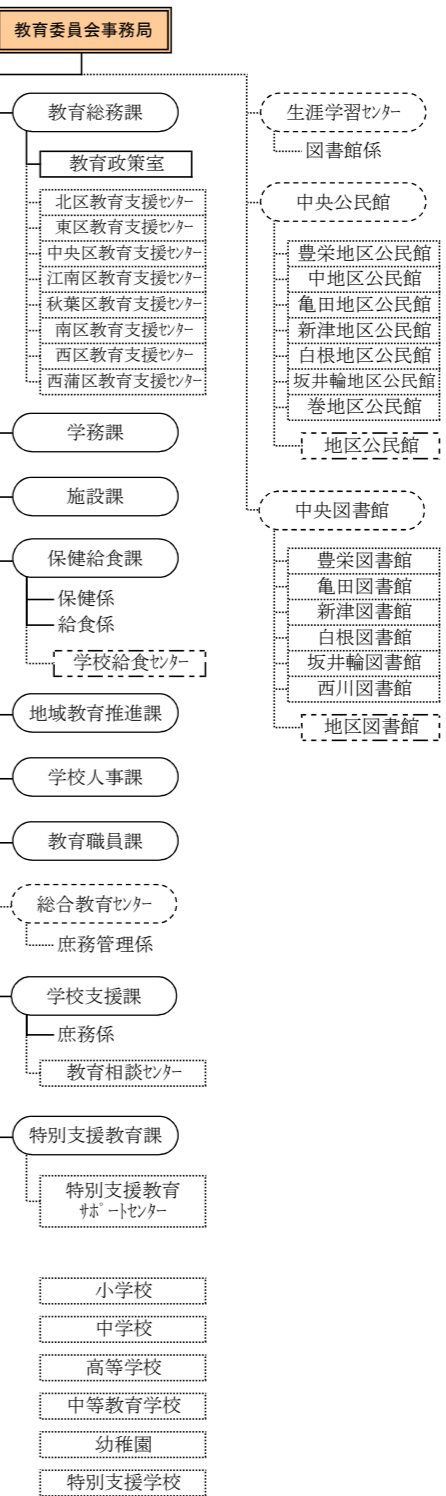 教育委員会事務局
教育総務課
教育政策室
北区教育支援ｾﾝﾀｰ
東区教育支援ｾﾝﾀｰ
中央区教育支援ｾﾝﾀｰ
江南区教育支援ｾﾝﾀｰ
秋葉区教育支援ｾﾝﾀｰ
南区教育支援ｾﾝﾀｰ
西区教育支援ｾﾝﾀｰ
西蒲区教育支援ｾﾝﾀｰ
学務課
施設課
保健給食課
保健係
給食係
学校給食ｾﾝﾀｰ
地域教育推進課
学校人事課
教育職員課
総合教育ｾﾝﾀｰ
庶務管理係
学校支援課
庶務係
教育相談ｾﾝﾀｰ
特別支援教育課
特別支援教育
ｻﾎﾟｰﾄｾﾝﾀｰ
小学校
中学校
高等学校
中等教育学校
幼稚園
特別支援学校
生涯学習ｾﾝﾀｰ
図書館係
中央公民館
豊栄地区公民館
中地区公民館
亀田地区公民館
新津地区公民館
白根地区公民館
坂井輪地区公民館
巻地区公民館
地区公民館
中央図書館
豊栄図書館
亀田図書館
新津図書館
白根図書館
坂井輪図書館
西川図書館
地区図書館